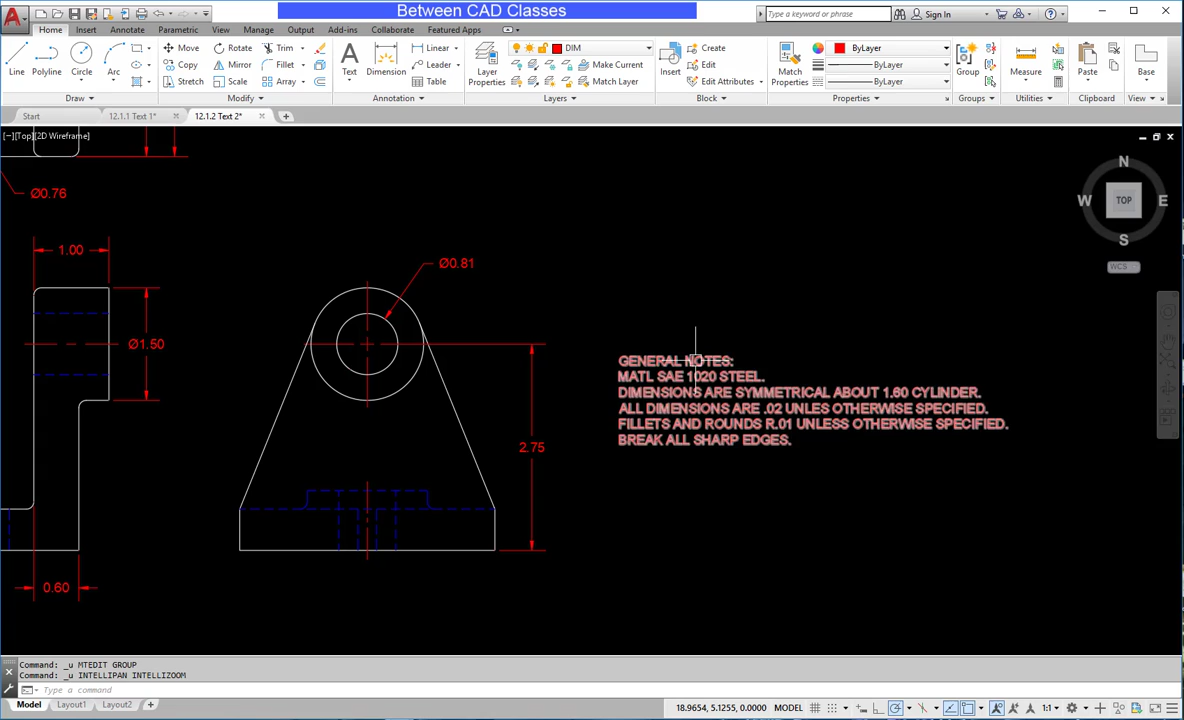 Between CAD Classes
Type a keyword or phrase
Sign In
Home Insert Annotate Parametric View Manage Output Add-ins Collaborate Featured Apps
Line Polyline Circle Arc
Move Rotate Trim
Copy Mirror Fillet
Stretch Scale Array
Text Dimension
Linear
Leader
Table
Layer Properties
DIM
Make Current
Match Layer
Insert
Create
Edit
Edit Attributes
Match Properties
ByLayer
ByLayer
ByLayer
Group
Measure
Paste
Base
Draw Modify Annotation Layers Block Properties Groups Utilities Clipboard View
Start 12.1.1 Text 1* 12.1.2 Text 2*
[−][Top][2D Wireframe]
N
W TOP E
S
WCS
Ø0.76
1.00
Ø0.81
Ø1.50
2.75
0.60
GENERAL NOTES:
MATL SAE 1020 STEEL.
DIMENSIONS ARE SYMMETRICAL ABOUT 1.60 CYLINDER.
ALL DIMENSIONS ARE .02 UNLES OTHERWISE SPECIFIED.
FILLETS AND ROUNDS R.01 UNLESS OTHERWISE SPECIFIED.
BREAK ALL SHARP EDGES.
Command: _u MTEDIT GROUP
Command: _u INTELLIPAN INTELLIZOOM
Type a command
Model Layout1 Layout2
18.9654, 5.1255, 0.0000 MODEL
1:1